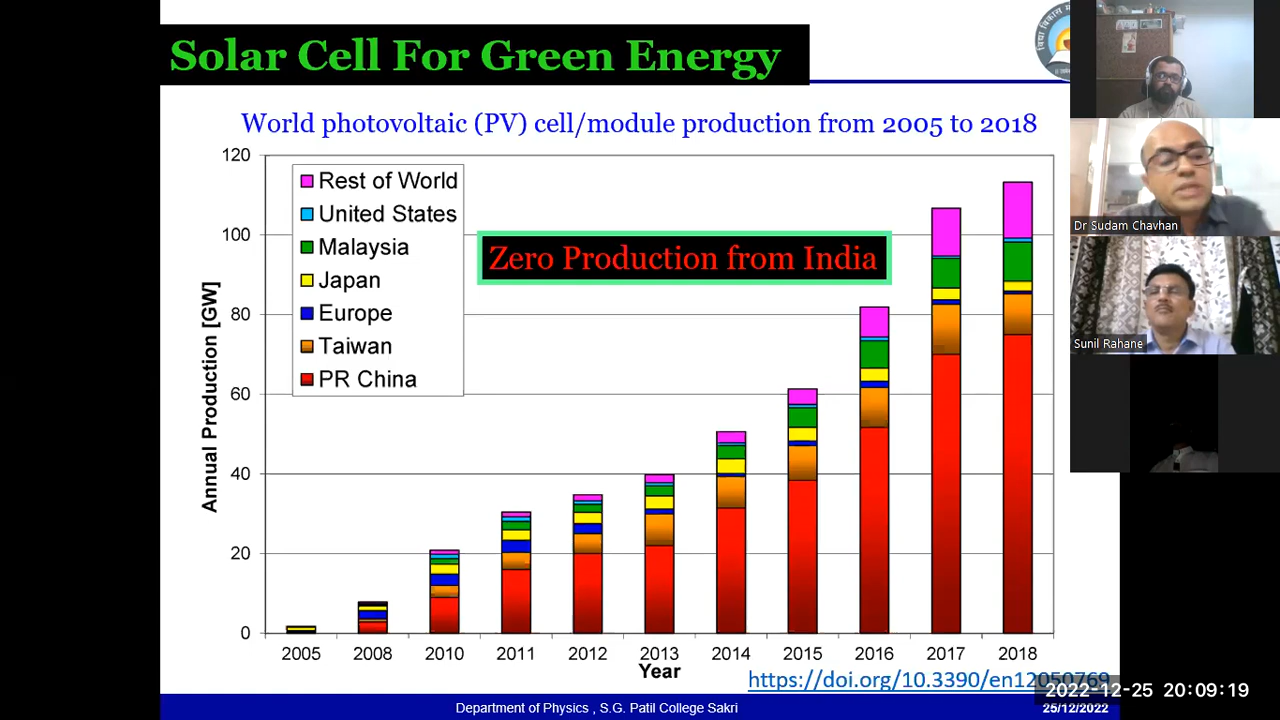 Solar Cell For Green Energy
World photovoltaic (PV) cell/module production from 2005 to 2018
120
100
80
60
40
20
0
Annual Production [GW]
Rest of World
United States
Malaysia
Japan
Europe
Taiwan
PR China
Zero Production from India
2005 2008 2010 2011 2012 2013 2014 2015 2016 2017 2018
Year
https://doi.org/10.3390/en12050769
Department of Physics , S.G. Patil College Sakri
25/12/2022
Dr Sudam Chavhan
Sunil Rahane
2022-12-25 20:09:19